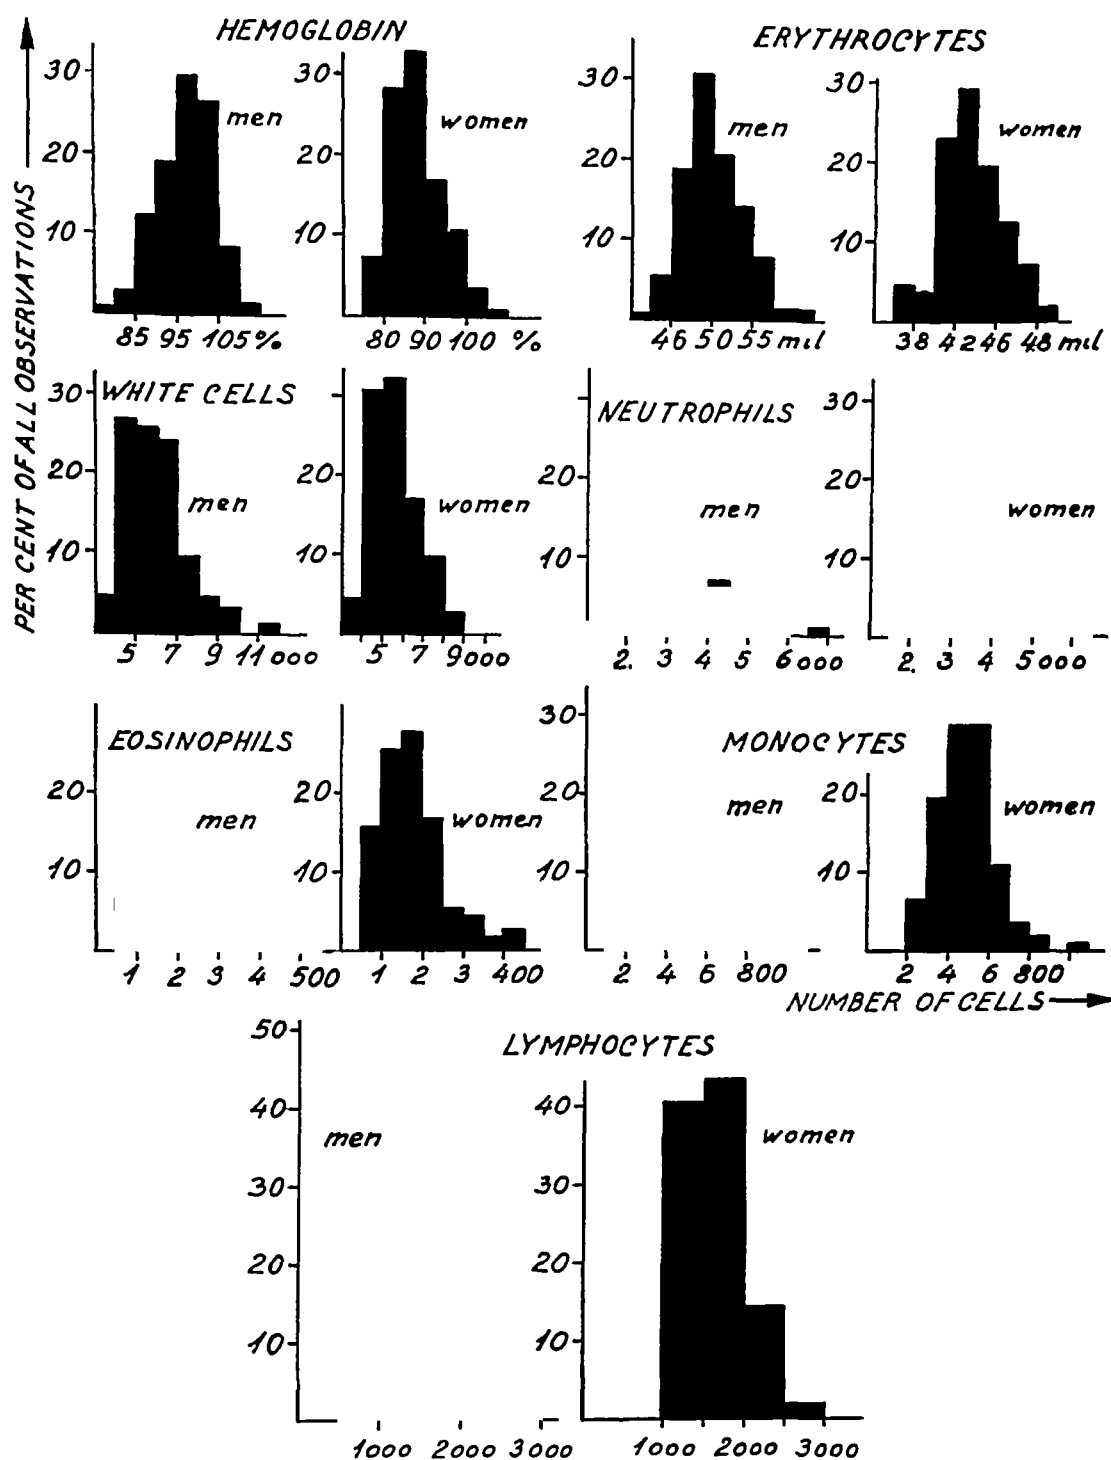 PER CENT OF ALL OBSERVATIONS
HEMOGLOBIN
30
20
10
men
85 95 105 %
30
20
10
women
80 90 100 %
ERYTHROCYTES
30
20
10
men
46 50 55 mil
30
20
10
women
38 42 46 48 mil
WHITE CELLS
30
20
10
men
5 7 9 11000
20
10
women
5 7 9000
NEUTROPHILS
20
10
men
2. 3 4 5 6000
30
20
10
women
2. 3 4 5000
EOSINOPHILS
20
10
men
1 2 3 4 500
20
10
women
1 2 3 400
MONOCYTES
30
20
10
men
2 4 6 800
20
10
women
2 4 6 800
NUMBER OF CELLS
LYMPHOCYTES
50
40
30
20
10
men
1000 2000 3000
40
30
20
10
women
1000 2000 3000